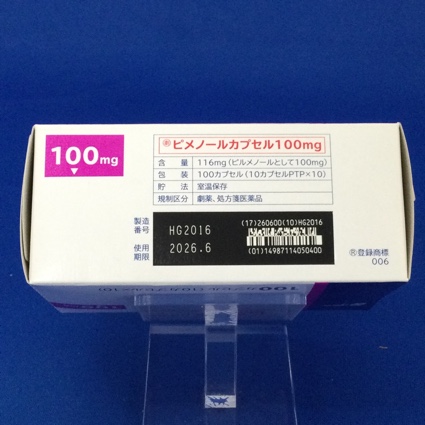 100mg
㊩ピメノールカプセル100mg
含量 116mg(ピルメノールとして100mg)
包装 100カプセル(10カプセルPTP×10)
貯法 室温保存
規制区分 劇薬、処方箋医薬品
製造番号 HG2016
使用期限 2026.6
(17)260600(10)HG2016
(01)14987114050400
®登録商標
006